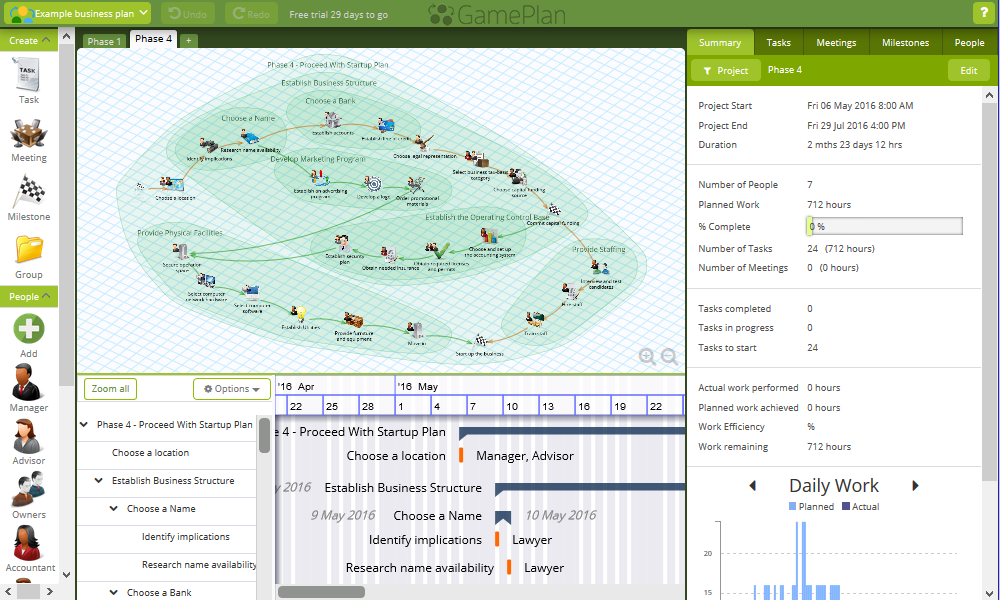 Example business plan
Undo
Redo
Free trial 29 days to go
GamePlan
?
Create
Task
Meeting
Milestone
Group
People
Add
Manager
Advisor
Owners
Accountant
Phase 1
Phase 4
+
Phase 4 - Proceed With Startup Plan
Establish Business Structure
Choose a Bank
Choose a Name
establish accounts
Identify implications
Research name availability
Choose legal representation
Develop Marketing Program
Select business tax-basis
category
Choose a location
Establish an advertising
program
Develop a logo
Order promotional
materials
Choose capital funding
source
Commit capital funding
Establish the Operating Control Base
Provide Physical Facilities
Secure operation
space
Establish security
plan
Obtain needed insurance
Obtain required licenses
and permits
Choose and set up
the accounting system
Provide Staffing
Interview and test
candidates
Hire staff
Train staff
Select computer
network hardware
Select computer
software
Establish Utilities
Provide furniture
and equipment
Move in
Start up the business
Zoom all
Options
'16 Apr
'16 May
22 25 28 1 4 7 10 13 16 19 22
Phase 4 - Proceed With Startup Plan
Choose a location
Establish Business Structure
Choose a Name
Identify implications
Research name availability
Choose a Bank
e 4 - Proceed With Startup Plan
Choose a location Manager, Advisor
y 2016 Establish Business Structure
9 May 2016 Choose a Name 10 May 2016
Identify implications Lawyer
Research name availability Lawyer
Summary Tasks Meetings Milestones People
Project Phase 4 Edit
Project Start Fri 06 May 2016 8:00 AM
Project End Fri 29 Jul 2016 4:00 PM
Duration 2 mths 23 days 12 hrs
Number of People 7
Planned Work 712 hours
% Complete 0 %
Number of Tasks 24 (712 hours)
Number of Meetings 0 (0 hours)
Tasks completed 0
Tasks in progress 0
Tasks to start 24
Actual work performed 0 hours
Planned work achieved 0 hours
Work Efficiency %
Work remaining 712 hours
Daily Work
Planned Actual
20
15